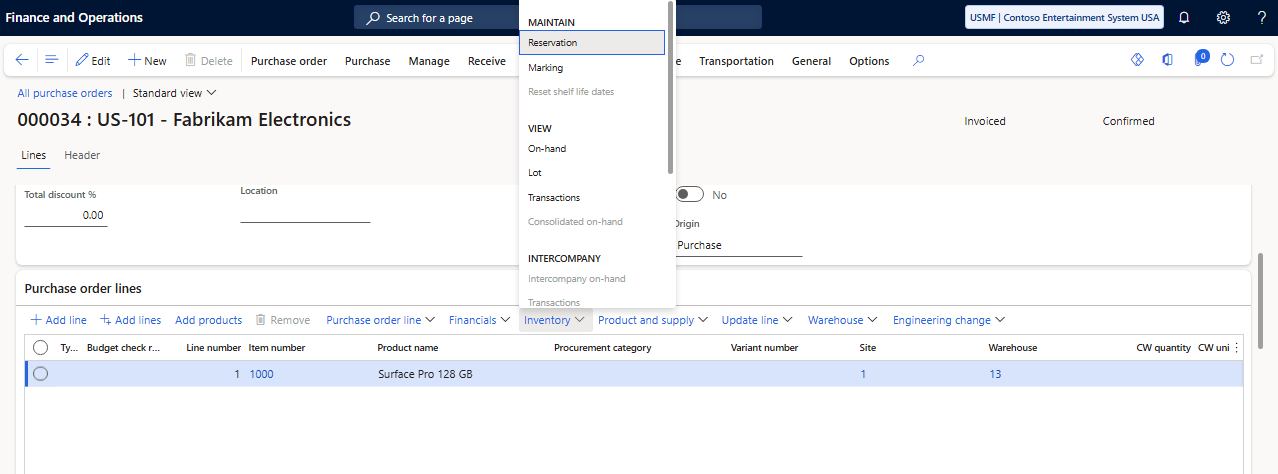 Finance and Operations
Search for a page
USMF | Contoso Entertainment System USA
Edit
New
Delete
Purchase order
Purchase
Manage
Receive
Transportation
General
Options
0
All purchase orders | Standard view
000034 : US-101 - Fabrikam Electronics
Invoiced
Confirmed
Lines
Header
Total discount %
0.00
Location
No
Origin
Purchase
MAINTAIN
Reservation
Marking
Reset shelf life dates
VIEW
On-hand
Lot
Transactions
Consolidated on-hand
INTERCOMPANY
Intercompany on-hand
Transactions
Purchase order lines
Add line
Add lines
Add products
Remove
Purchase order line
Financials
Inventory
Product and supply
Update line
Warehouse
Engineering change
Ty... Budget check r... Line number Item number Product name Procurement category Variant number Site Warehouse CW quantity CW uni
1 1000 Surface Pro 128 GB 1 13